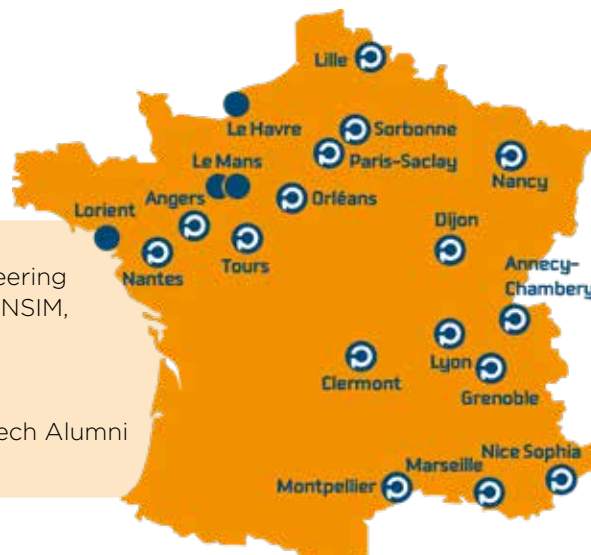 Lille
Le Havre
Sorbonne
Le Mans
Paris-Saclay
Nancy
Angers
Orléans
Lorient
Dijon
Nantes
Tours
Annecy-
Chambery
eering
NSIM,
Lyon
Clermont
Grenoble
ech Alumni
Nice Sophia
Marseille
Montpellier